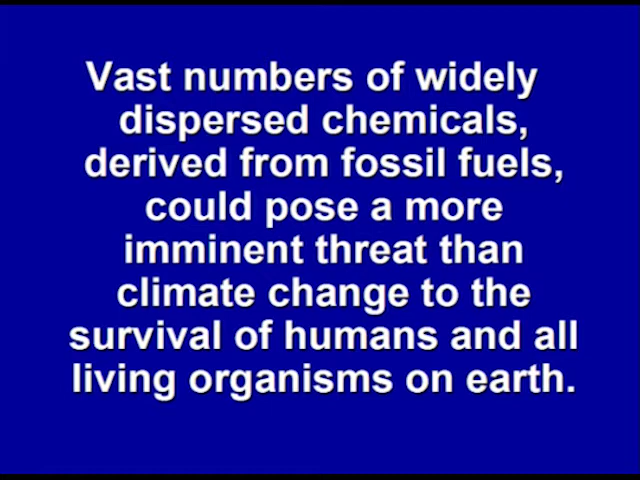 Vast numbers of widely
dispersed chemicals,
derived from fossil fuels,
could pose a more
imminent threat than
climate change to the
survival of humans and all
living organisms on earth.